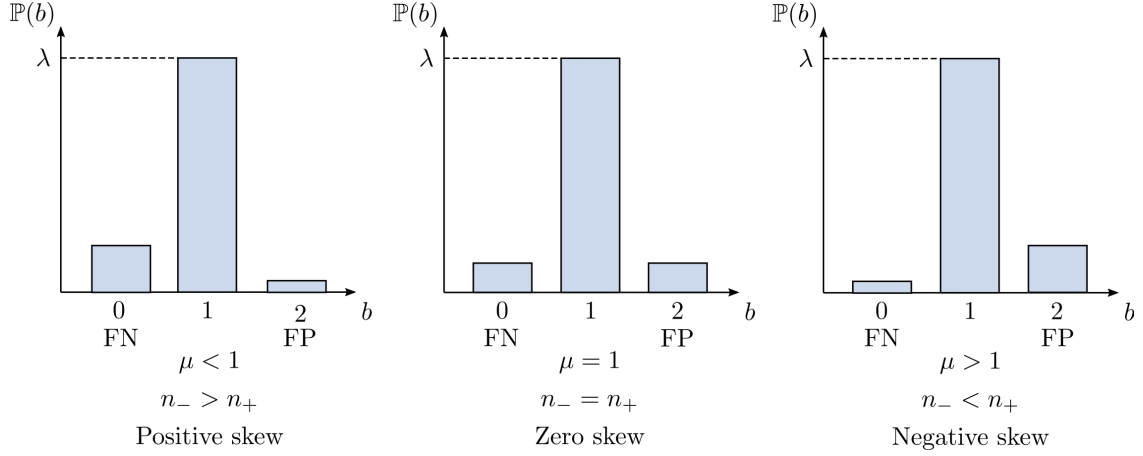 ℙ(b)
λ
0 1 2 b
FN FP
μ < 1
n₋ > n₊
Positive skew
ℙ(b)
λ
0 1 2 b
FN FP
μ = 1
n₋ = n₊
Zero skew
ℙ(b)
λ
0 1 2 b
FN FP
μ > 1
n₋ < n₊
Negative skew